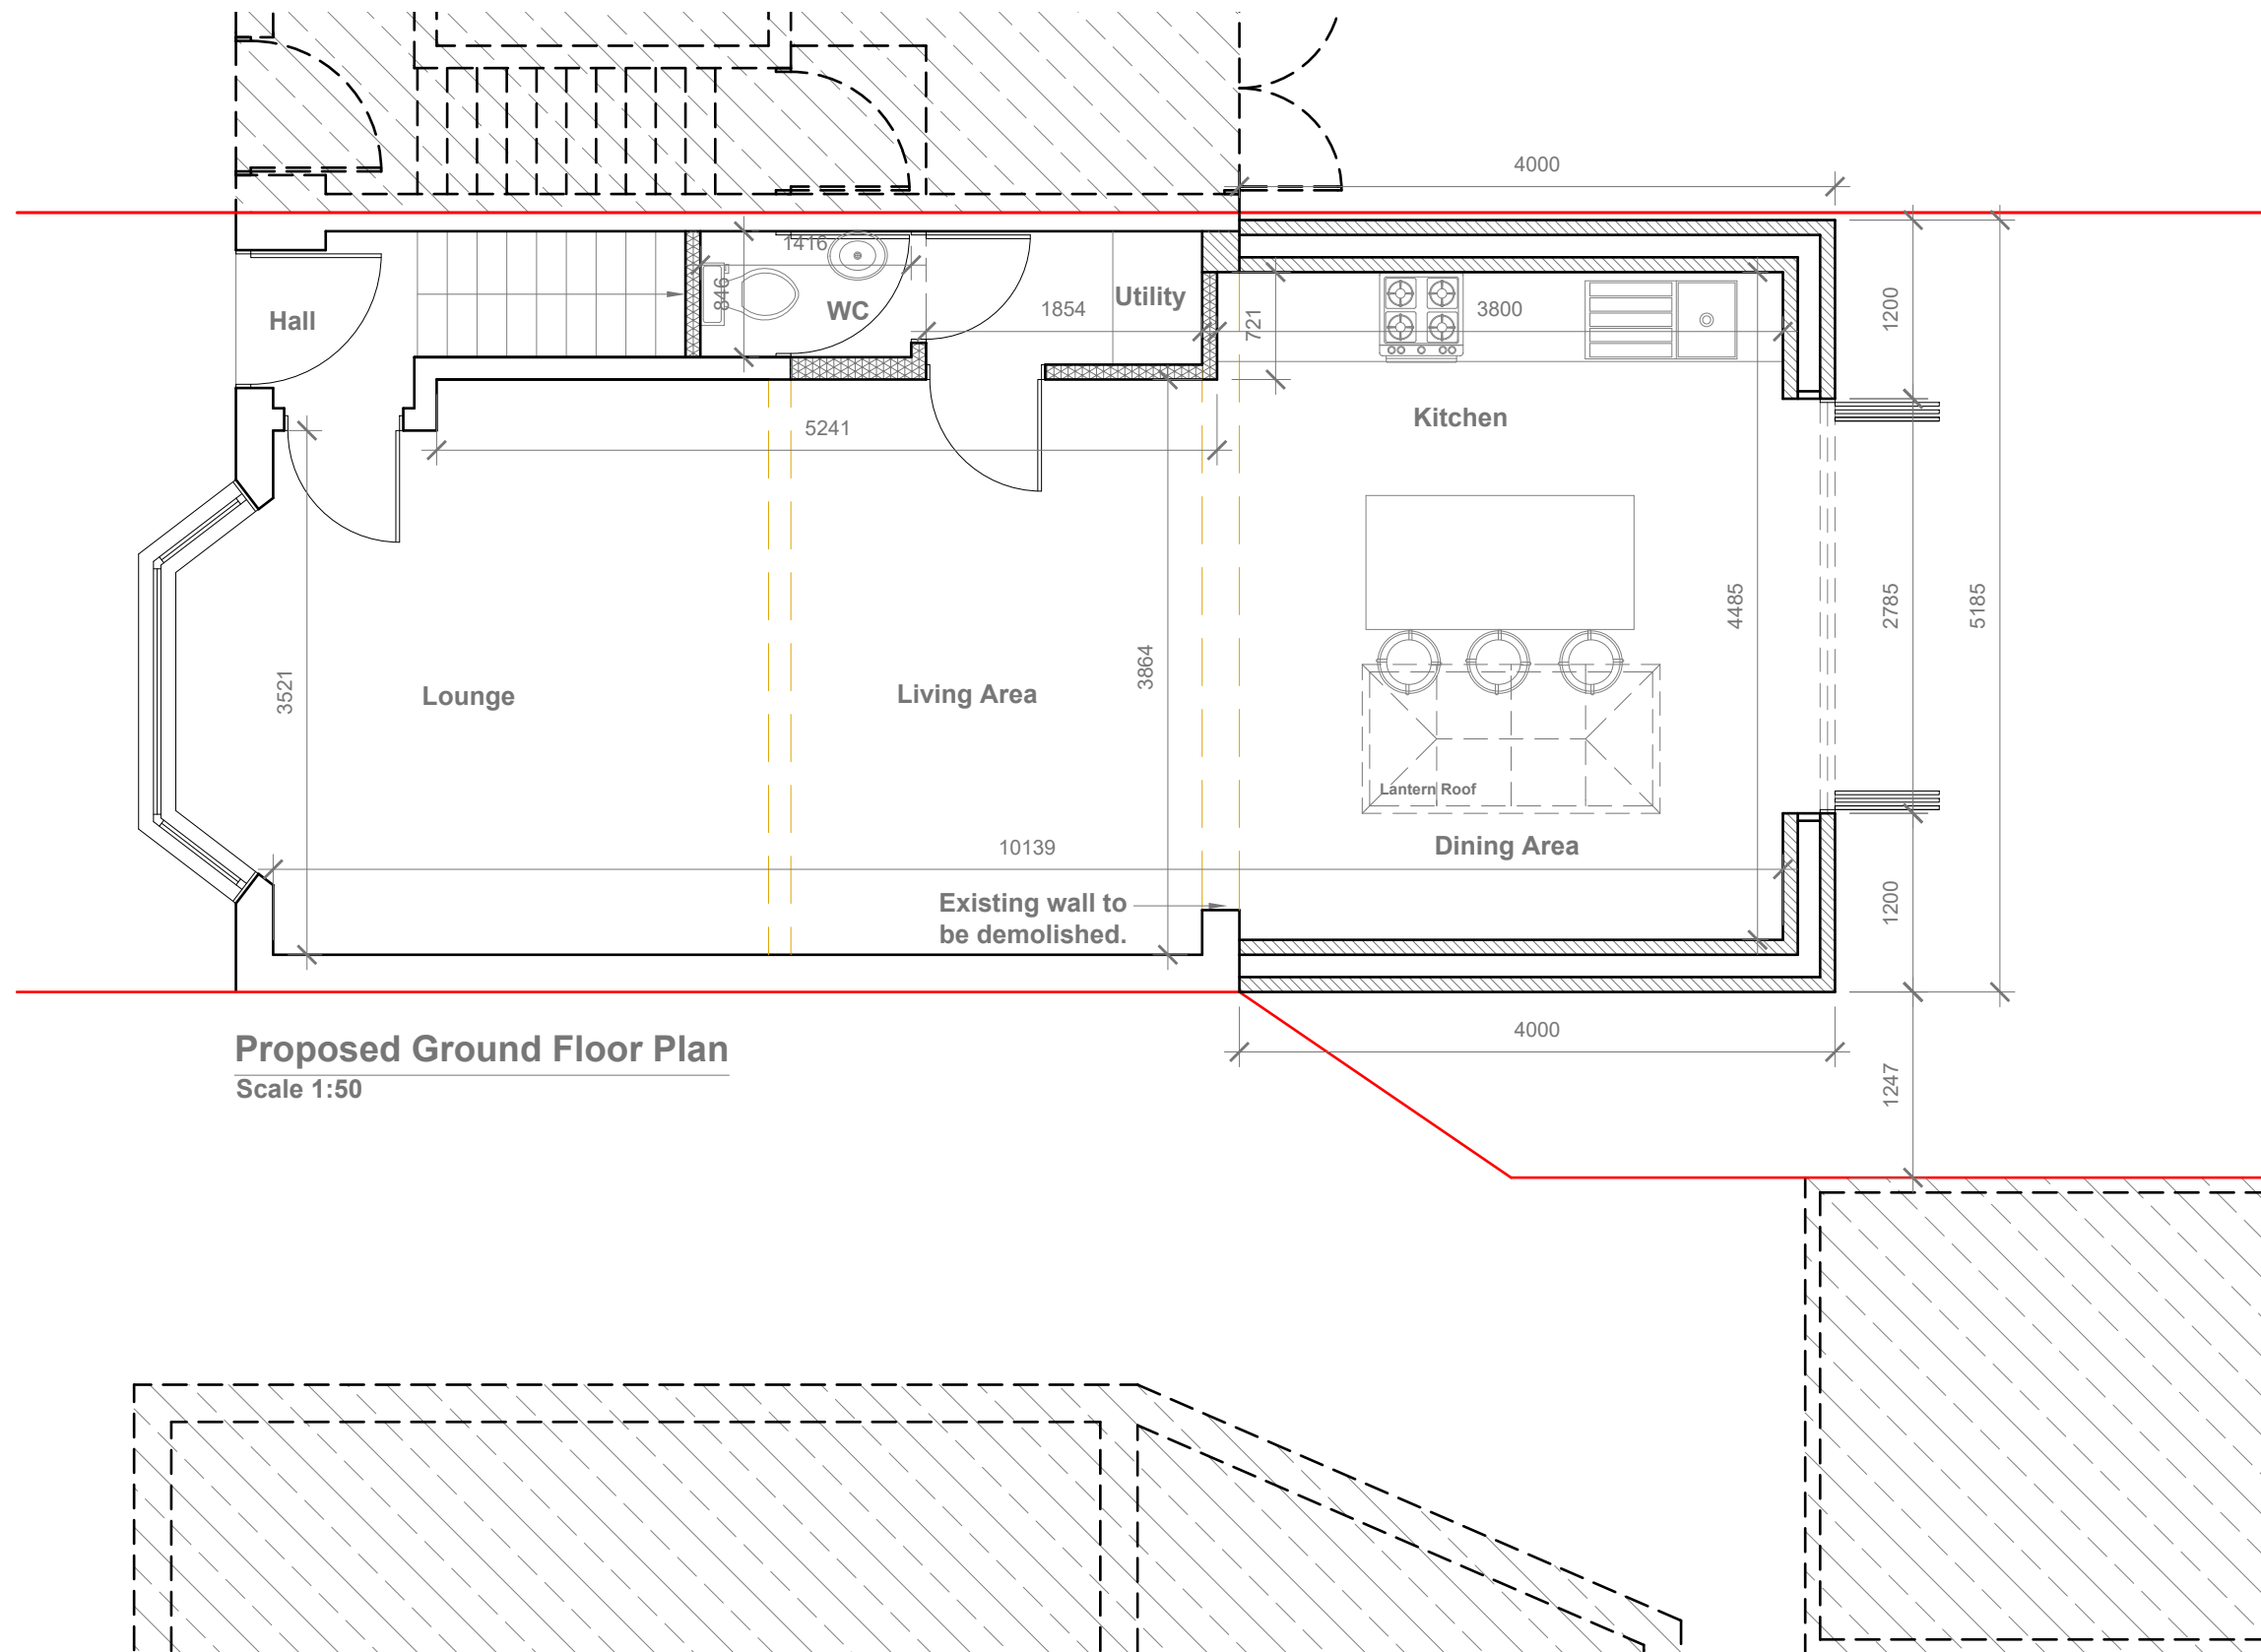 4000
1416
846
WC
Hall
1854
Utility
721
3800
1200
Kitchen
5241
3521
Lounge
Living Area
3864
4485
2785
5185
Lantern Roof
10139
Dining Area
Existing wall to
be demolished.
1200
4000
1247
Proposed Ground Floor Plan
Scale 1:50